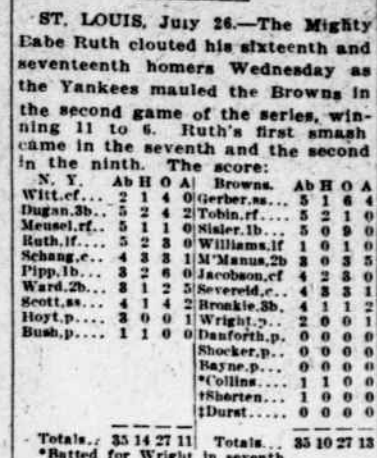 ST. LOUIS, July 26.—The Mighty
Babe Ruth clouted his sixteenth and
seventeenth homers Wednesday as
the Yankees mauled the Browns in
the second game of the series, win-
ning 11 to 6. Ruth's first smash
came in the seventh and the second
in the ninth. The score:
N. Y. Ab H O A Browns. Ab H O A
Witt.cf... 2 1 4 0 Gerber,ss... 5 1 6 4
Dugan,3b.. 5 2 4 2 Tobin,rf.... 5 2 1 0
Meusel.rf.. 5 1 1 0 Sisler.1b... 5 0 9 0
Ruth,lf.... 5 2 3 0 Williams,lf 1 0 1 0
Schang,c.. 4 3 3 1 M'Manus,2b 3 0 3 5
Pipp,1b... 3 2 6 0 Jacobson,cf 4 2 3 0
Ward.2b... 3 1 2 5 Severeid,c.. 4 3 3 1
Scott,ss... 4 1 4 2 Bronkie,3b. 4 1 1 2
Hoyt,p.... 3 0 0 1 Wright,p.. 2 0 0 1
Bush,p.... 1 1 0 0 Danforth,p. 0 0 0 0
Shocker,p.. 0 0 0 0
Bayne,p... 0 0 0 0
*Collins.... 1 1 0 0
†Shorten... 1 0 0 0
‡Durst..... 0 0 0 0
Totals.. 35 14 27 11 Totals... 35 10 27 13
*Batted for Wright in seventh